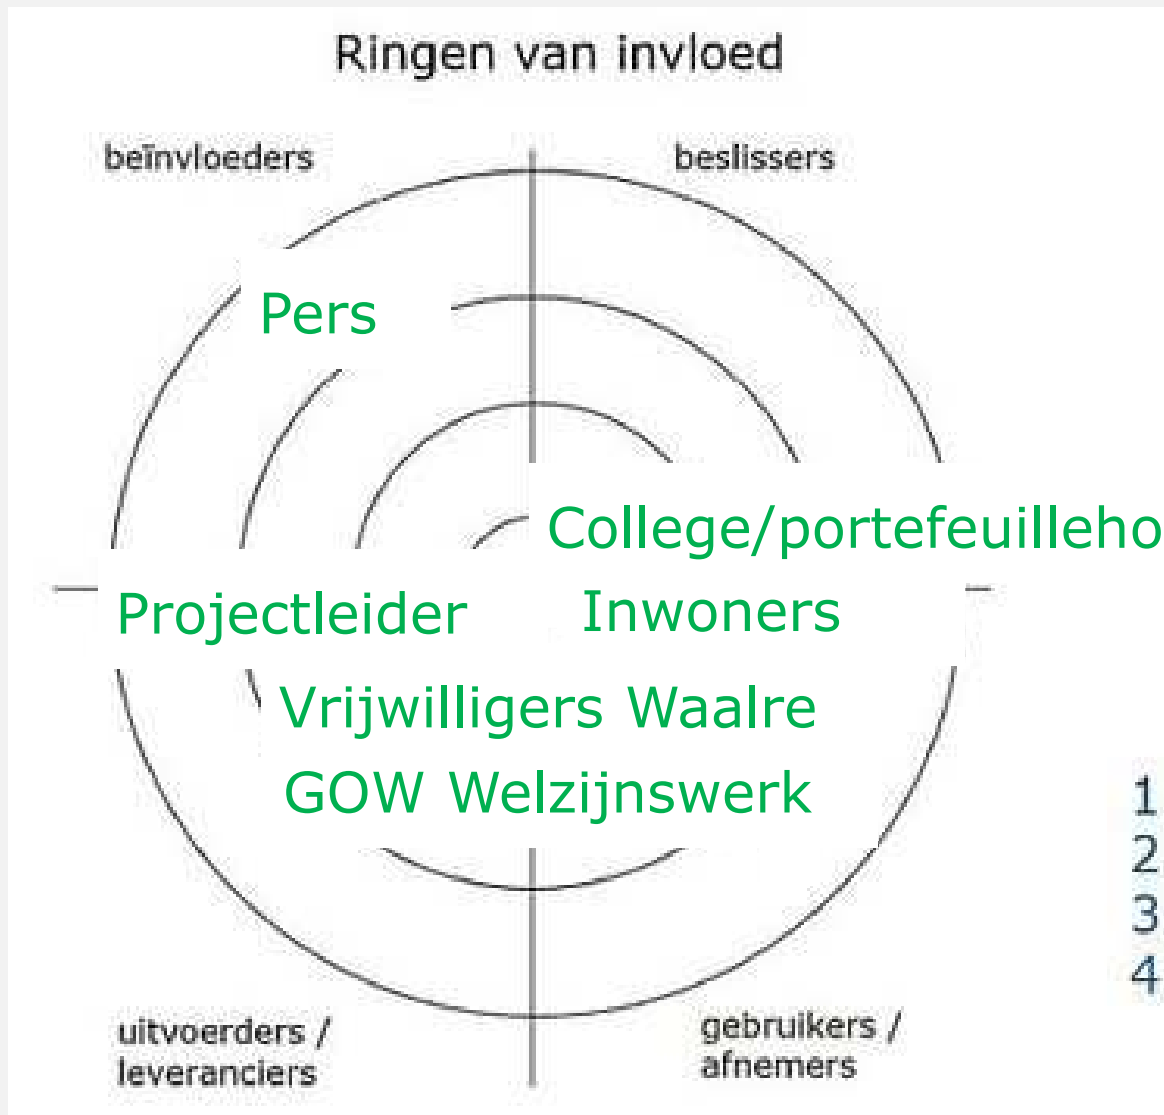 Ringen van invloed
beïnvloeders
beslissers
Pers
College/portefeuilleho
Projectleider
Inwoners
Vrijwilligers Waalre
GOW Welzijnswerk
1
2
3
4
uitvoerders /
leveranciers
gebruikers /
afnemers